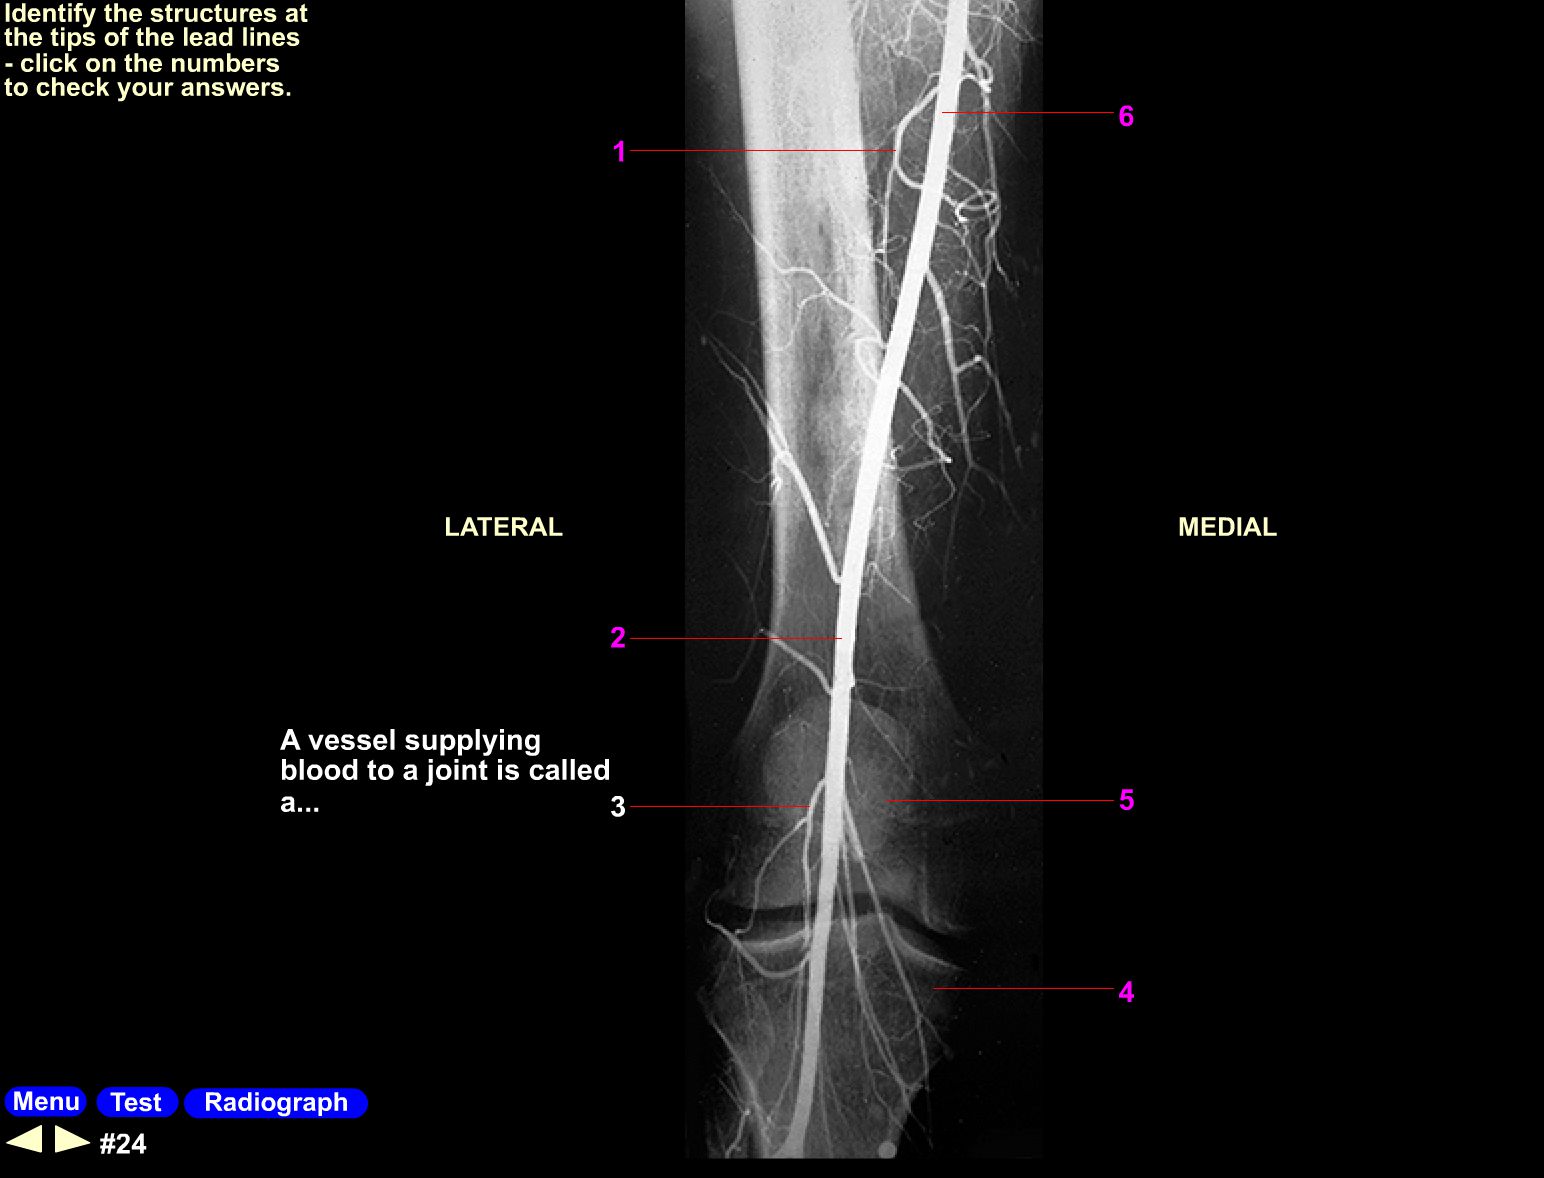 Identify the structures at
the tips of the lead lines
- click on the numbers
to check your answers.
6
1
LATERAL
MEDIAL
2
A vessel supplying
blood to a joint is called
a...
3
5
4
Menu
Test
Radiograph
#24